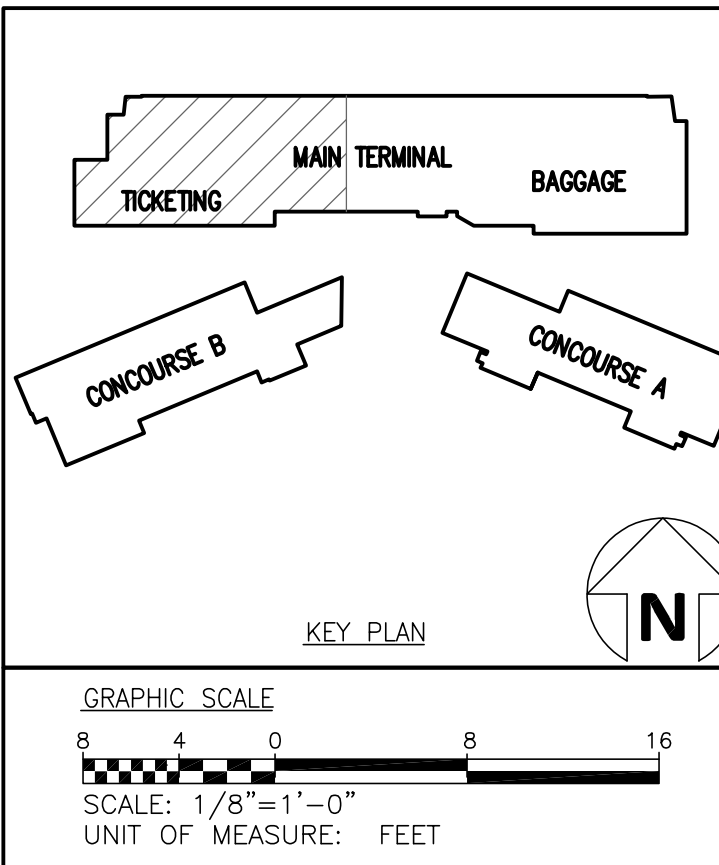 MAIN TERMINAL
BAGGAGE
TICKETING
CONCOURSE B
CONCOURSE A
N
KEY PLAN
GRAPHIC SCALE
8 4 0 8 16
SCALE: 1/8"=1'-0"
UNIT OF MEASURE: FEET